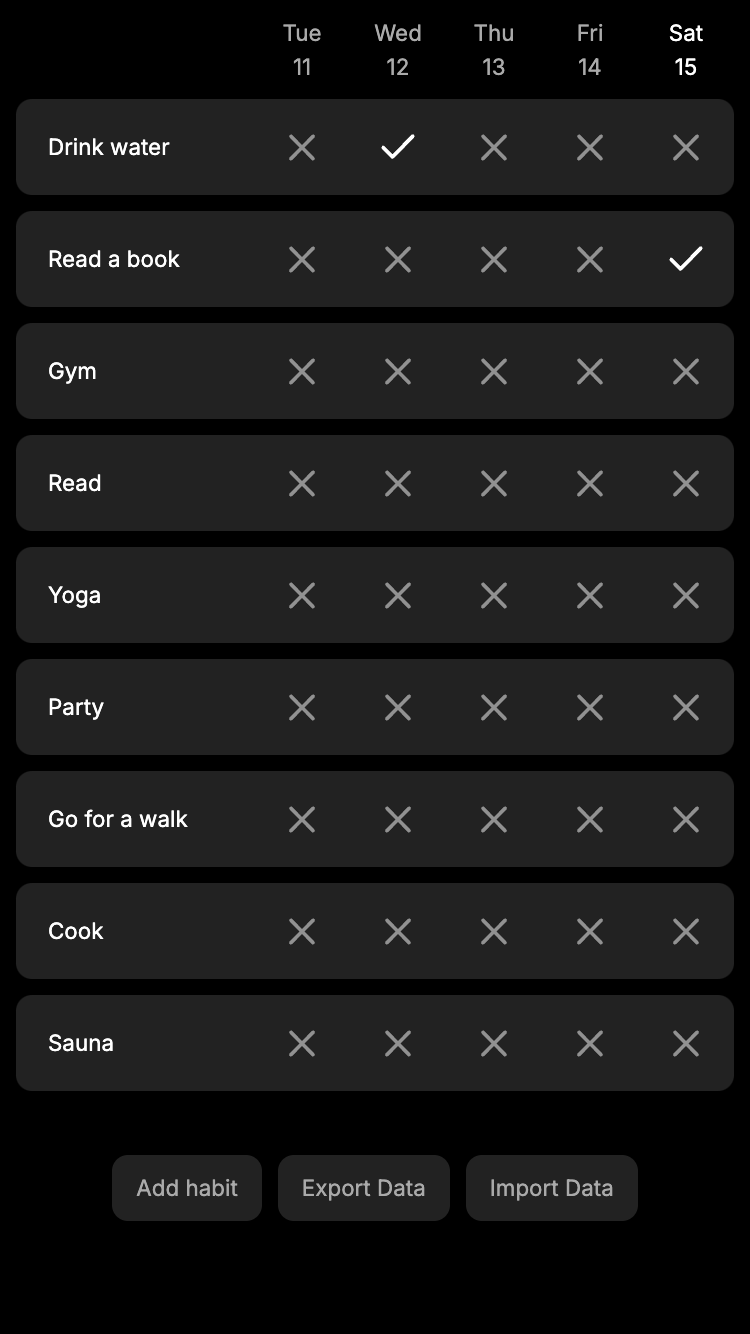 Tue Wed Thu Fri Sat
11 12 13 14 15
Drink water
Read a book
Gym
Read
Yoga
Party
Go for a walk
Cook
Sauna
Add habit Export Data Import Data